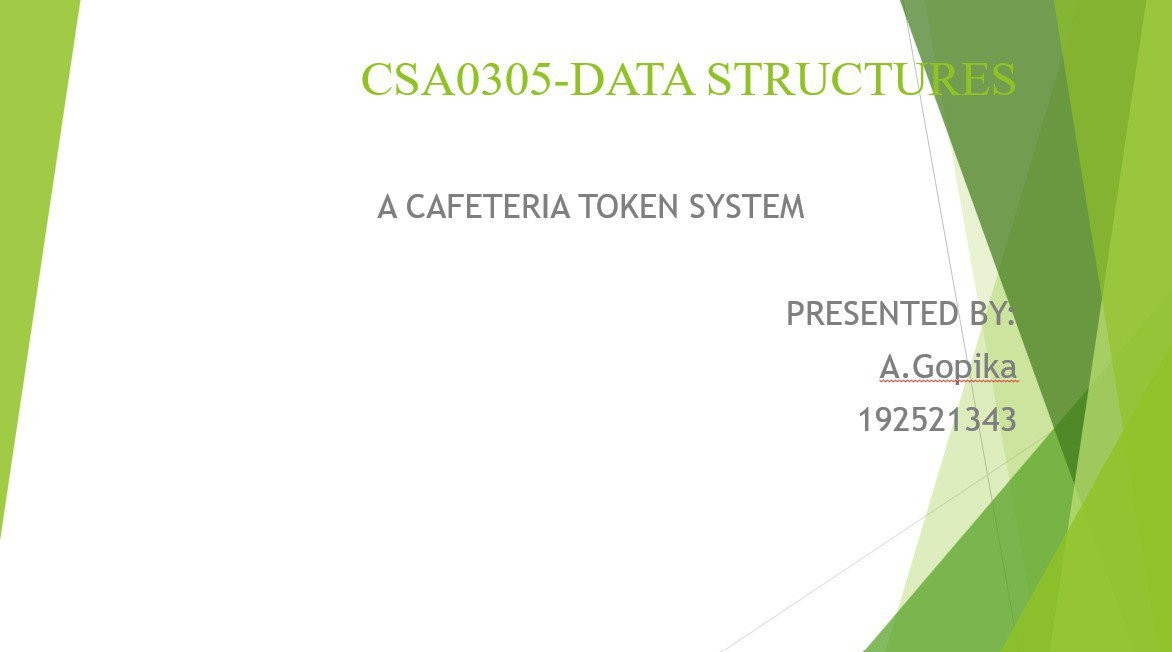 CSA0305-DATA STRUCTURES
A CAFETERIA TOKEN SYSTEM
PRESENTED BY:
A.Gopika
192521343